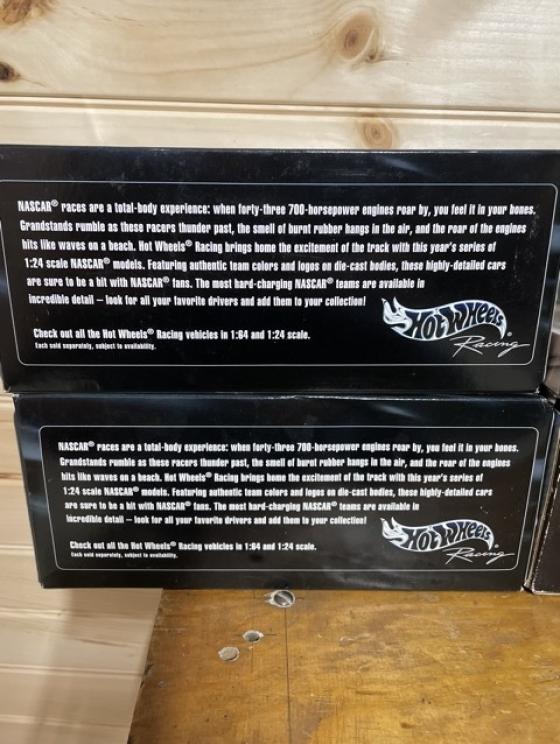 NASCAR® races are a total-body experience: when forty-three 700-horsepower engines roar by, you feel it in your bones.
Grandstands rumble as these racers thunder past, the smell of burnt rubber hangs in the air, and the roar of the engines
hits like waves on a beach. Hot Wheels® Racing brings home the excitement of the track with this year's series of
1:24 scale NASCAR® models. Featuring authentic team colors and logos on die-cast bodies, these highly-detailed cars
are sure to be a hit with NASCAR® fans. The most hard-charging NASCAR® teams are available in
incredible detail – look for all your favorite drivers and add them to your collection!
Check out all the Hot Wheels® Racing vehicles in 1:64 and 1:24 scale.
Each sold separately, subject to availability.
HOT WHEELS®
Racing
NASCAR® races are a total-body experience: when forty-three 700-horsepower engines roar by, you feel it in your bones.
Grandstands rumble as these racers thunder past, the smell of burnt rubber hangs in the air, and the roar of the engines
hits like waves on a beach. Hot Wheels® Racing brings home the excitement of the track with this year's series of
1:24 scale NASCAR® models. Featuring authentic team colors and logos on die-cast bodies, these highly-detailed cars
are sure to be a hit with NASCAR® fans. The most hard-charging NASCAR® teams are available in
incredible detail – look for all your favorite drivers and add them to your collection!
Check out all the Hot Wheels® Racing vehicles in 1:64 and 1:24 scale.
Each sold separately, subject to availability.
HOT WHEELS®
Racing